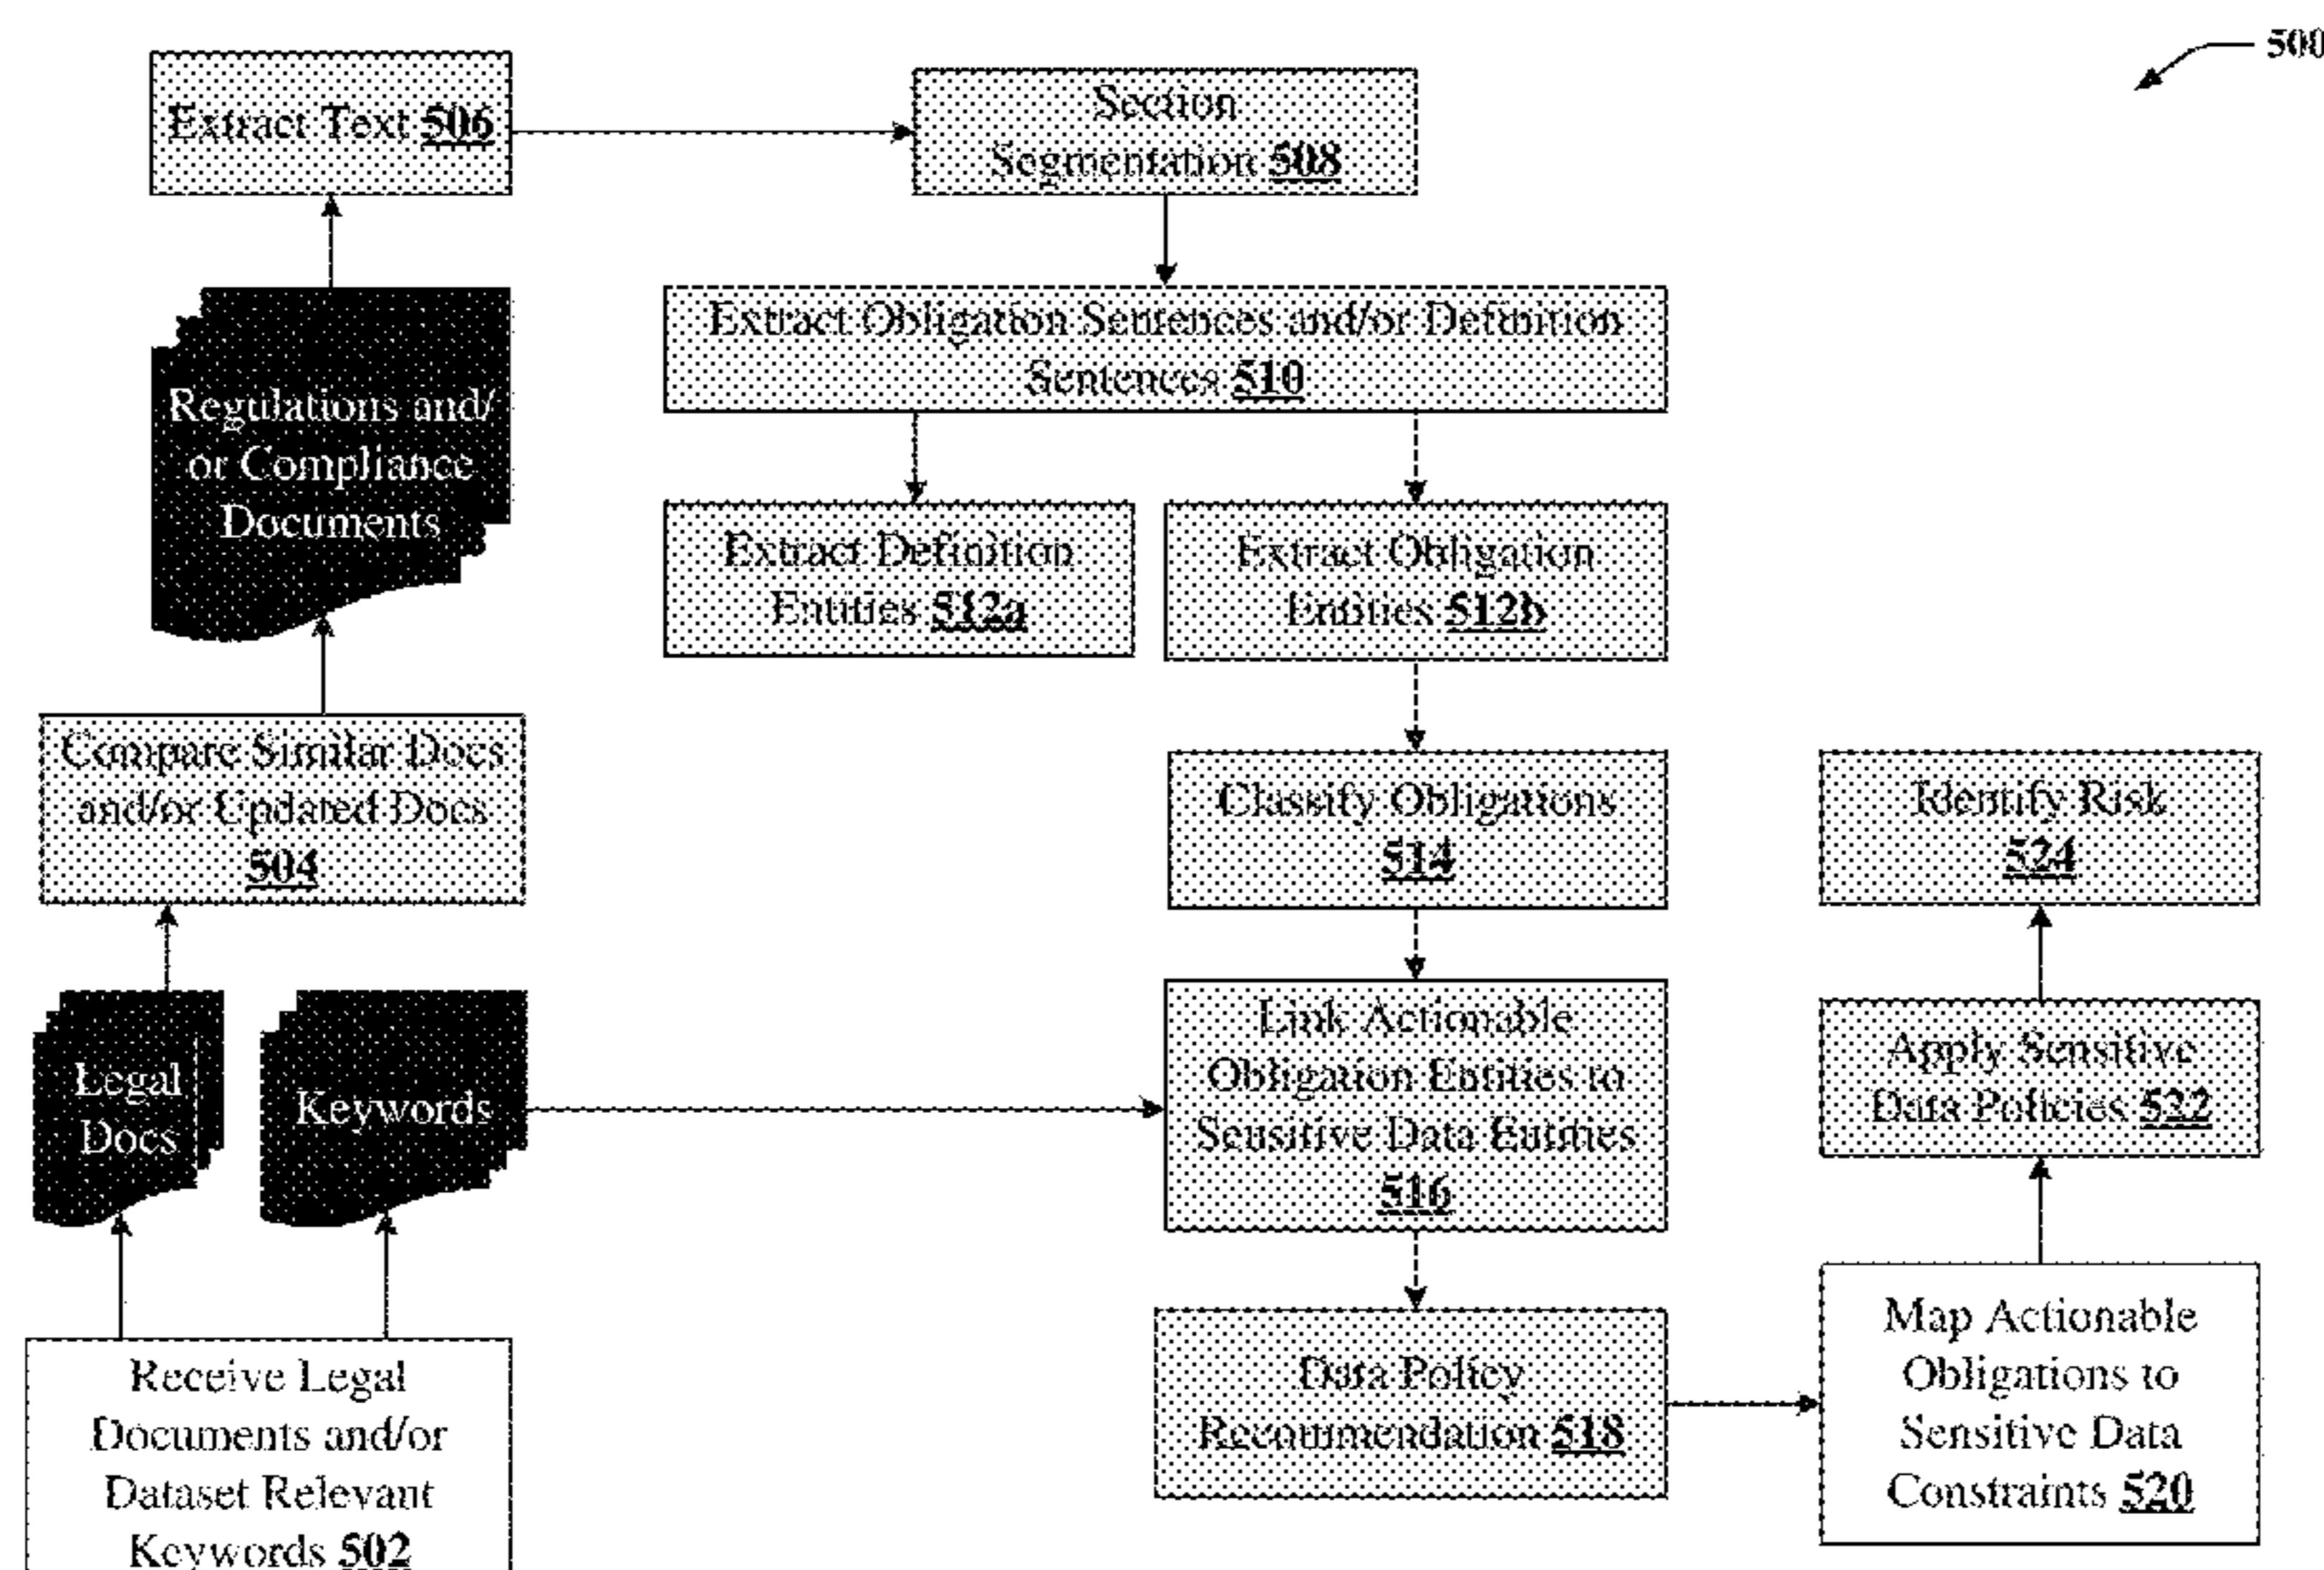 500
Extract Text 506
Section
Segmentation 508
Extract Obligation Sentences and/or Definition
Sentences 510
Regulations and/
or Compliance
Documents
Extract Definition
Entities 512a
Extract Obligation
Entities 512b
Compare Similar Docs
and/or Updated Docs
504
Classify Obligations
514
Identify Risk
524
Legal
Docs
Keywords
Link Actionable
Obligation Entities to
Sensitive Data Entities
516
Apply Sensitive
Data Policies 522
Receive Legal
Documents and/or
Dataset Relevant
Keywords 502
Data Policy
Recommendation 518
Map Actionable
Obligations to
Sensitive Data
Constraints 520